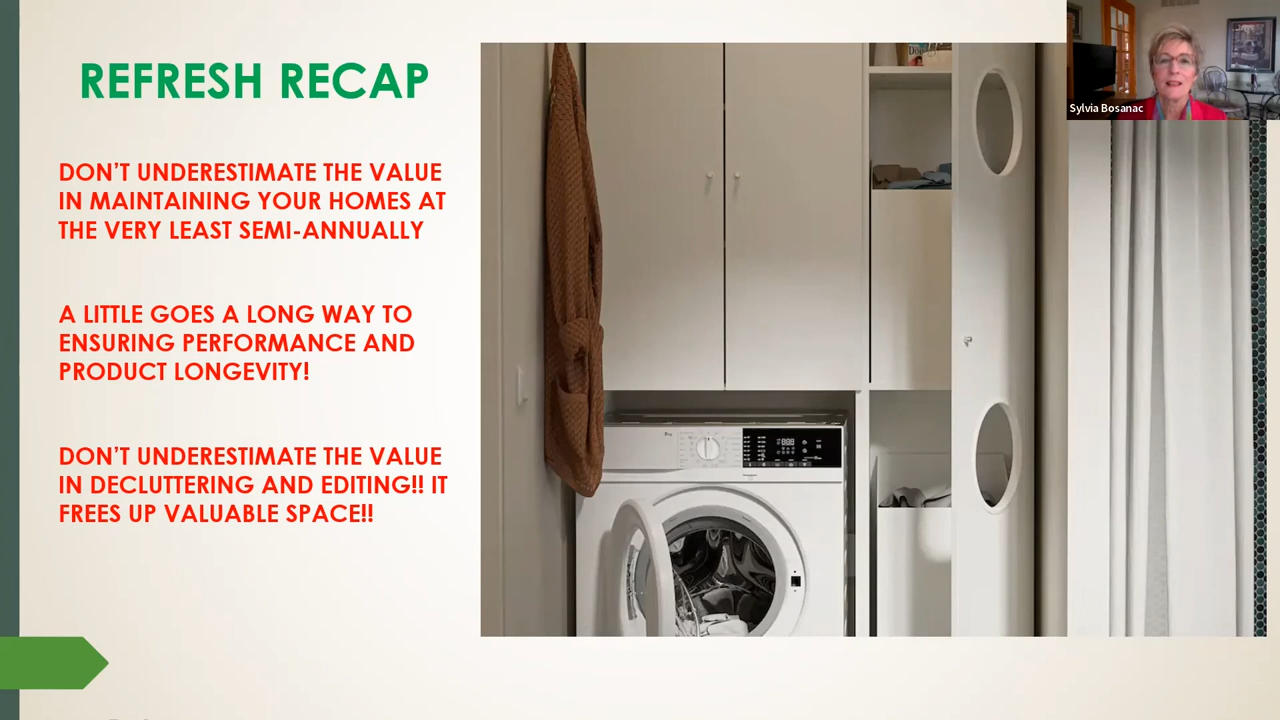 REFRESH RECAP
DON'T UNDERESTIMATE THE VALUE
IN MAINTAINING YOUR HOMES AT
THE VERY LEAST SEMI-ANNUALLY
A LITTLE GOES A LONG WAY TO
ENSURING PERFORMANCE AND
PRODUCT LONGEVITY!
DON'T UNDERESTIMATE THE VALUE
IN DECLUTTERING AND EDITING!! IT
FREES UP VALUABLE SPACE!!
Sylvia Bosanac